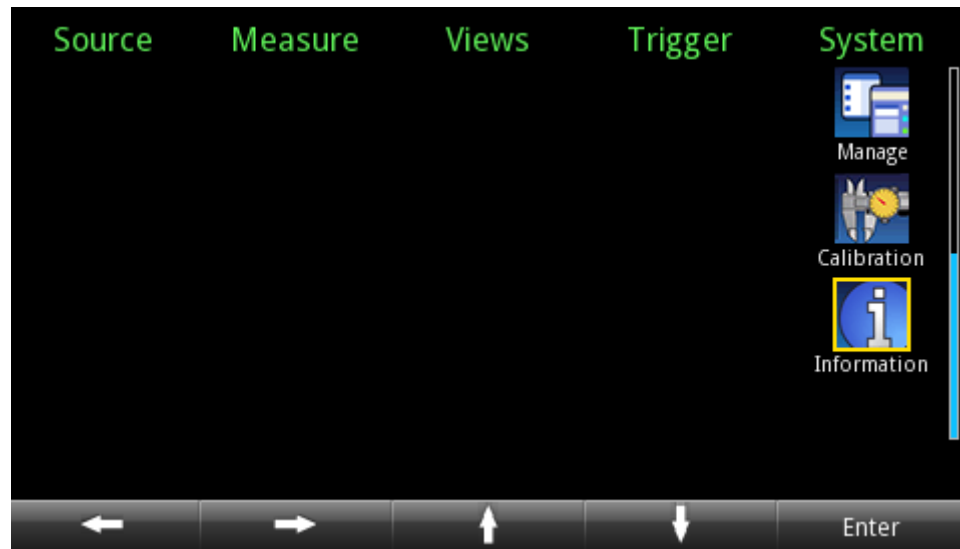 Source Measure Views Trigger System
Manage
Calibration
Information
Enter